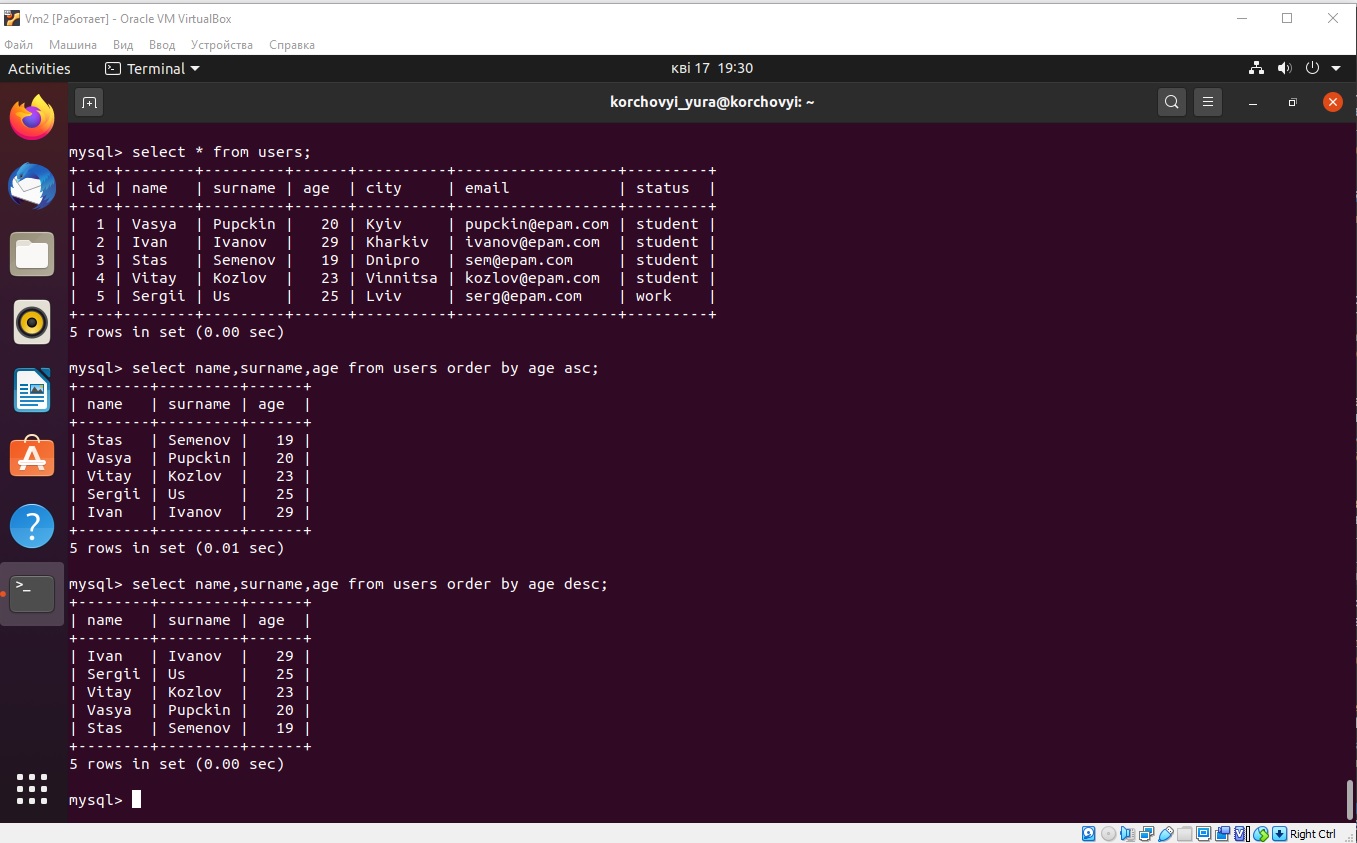 Vm2 [Работает] - Oracle VM VirtualBox
Файл Машина Вид Ввод Устройства Справка
Activities Terminal кві 17 19:30
korchovyi_yura@korchovyi: ~
mysql> select * from users;
+----+--------+---------+------+----------+------------------+---------+
| id | name   | surname | age  | city     | email            | status  |
+----+--------+---------+------+----------+------------------+---------+
|  1 | Vasya  | Pupckin |   20 | Kyiv     | pupckin@epam.com | student |
|  2 | Ivan   | Ivanov  |   29 | Kharkiv  | ivanov@epam.com  | student |
|  3 | Stas   | Semenov |   19 | Dnipro   | sem@epam.com     | student |
|  4 | Vitay  | Kozlov  |   23 | Vinnitsa | kozlov@epam.com  | student |
|  5 | Sergii | Us      |   25 | Lviv     | serg@epam.com    | work    |
+----+--------+---------+------+----------+------------------+---------+
5 rows in set (0.00 sec)
mysql> select name,surname,age from users order by age asc;
+--------+---------+------+
| name   | surname | age  |
+--------+---------+------+
| Stas   | Semenov |   19 |
| Vasya  | Pupckin |   20 |
| Vitay  | Kozlov  |   23 |
| Sergii | Us      |   25 |
| Ivan   | Ivanov  |   29 |
+--------+---------+------+
5 rows in set (0.01 sec)
mysql> select name,surname,age from users order by age desc;
+--------+---------+------+
| name   | surname | age  |
+--------+---------+------+
| Ivan   | Ivanov  |   29 |
| Sergii | Us      |   25 |
| Vitay  | Kozlov  |   23 |
| Vasya  | Pupckin |   20 |
| Stas   | Semenov |   19 |
+--------+---------+------+
5 rows in set (0.00 sec)
mysql>
Right Ctrl